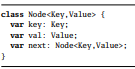 class Node<Key,Value> {
var key: Key;
var val: Value;
var next: Node<Key,Value>;
}